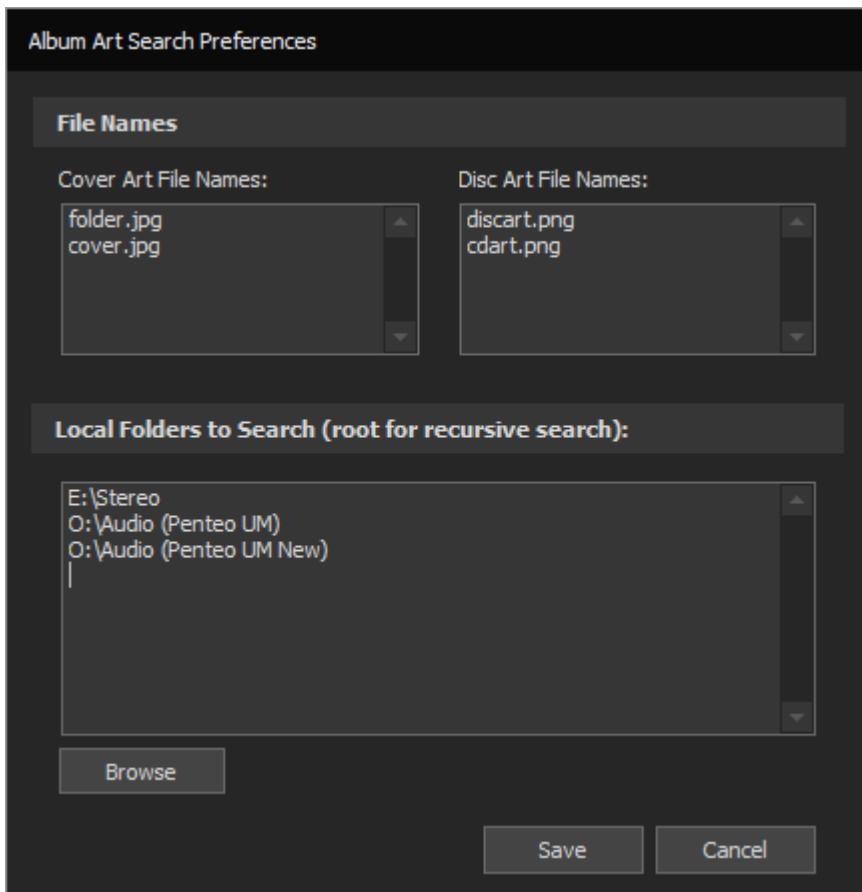 Album Art Search Preferences
File Names
Cover Art File Names:
folder.jpg
cover.jpg
Disc Art File Names:
discart.png
cdart.png
Local Folders to Search (root for recursive search):
E:\Stereo
O:\Audio (Penteo UM)
O:\Audio (Penteo UM New)
Browse
Save
Cancel